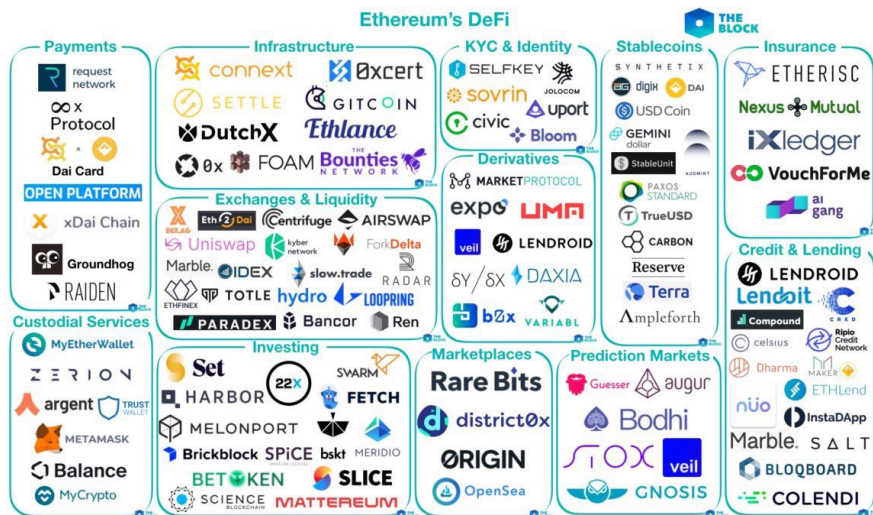 Ethereum's DeFi
THE BLOCK
Payments
request network
∞ x Protocol
x
Dai Card
OPEN PLATFORM
xDai Chain
Groundhog
RAIDEN
Infrastructure
connext
0xcert
SETTLE
GITCOIN
DutchX
Ethlance
0x
FOAM
THE Bounties NETWORK
KYC & Identity
SELFKEY
JOLOCOM
sovrin
uport
civic
Bloom
Stablecoins
SYNTHETIX
digix
DAI
USD Coin
GEMINI dollar
AUGMINT
StableUnit
PAXOS STANDARD
TrueUSD
CARBON
Reserve
Terra
Ampleforth
Insurance
ETHERISC
Nexus Mutual
iXledger
VouchForMe
ai gang
Exchanges & Liquidity
DEX.AG
Eth2Dai
Centrifuge
AIRSWAP
Uniswap
kyber network
ForkDelta
Marble.
IDEX
slow.trade
RADAR
ETHFINEX
TOTLE
hydro
LOOPRING
PARADEX
Bancor
Ren
Derivatives
MARKETPROTOCOL
expo
UMA
veil
LENDROID
δY/δX
DAXIA
b0x
VARIABL
Credit & Lending
LENDROID
Lendoit
CRED
Compound
celsius
Ripio Credit Network
Dharma
MAKER
ETHLend
nüo
InstaDApp
Marble.
SALT
BLOQBOARD
COLENDI
Custodial Services
MyEtherWallet
ZERION
argent
TRUST WALLET
METAMASK
Balance
MyCrypto
Investing
Set
22X
SWARM
HARBOR
FETCH
MELONPORT
MERIDIO
Brickblock
SPiCE
VENTURE CAPITAL
bskt
BETOKEN
SLICE
SCIENCE BLOCKCHAIN
MATTEREUM
Marketplaces
Rare Bits
district0x
ORIGIN
OpenSea
Prediction Markets
Guesser
augur
Bodhi
STOX
veil
GNOSIS